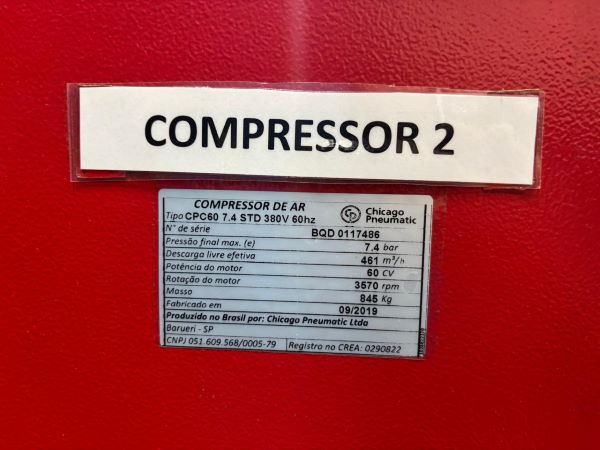 COMPRESSOR 2
COMPRESSOR DE AR
Tipo CPC60 7.4 STD 380V 60hz
CP Chicago Pneumatic
N° de série BQD 0117486
Pressão final max. (e) 7.4 bar
Descarga livre efetiva 461 m³/h
Potência do motor 60 CV
Rotação do motor 3570 rpm
Massa 845 Kg
Fabricado em 09/2019
Produzido no Brasil por: Chicago Pneumatic Ltda
Barueri - SP
CNPJ 051.609.568/0005-79 Registro no CREA: 0290822